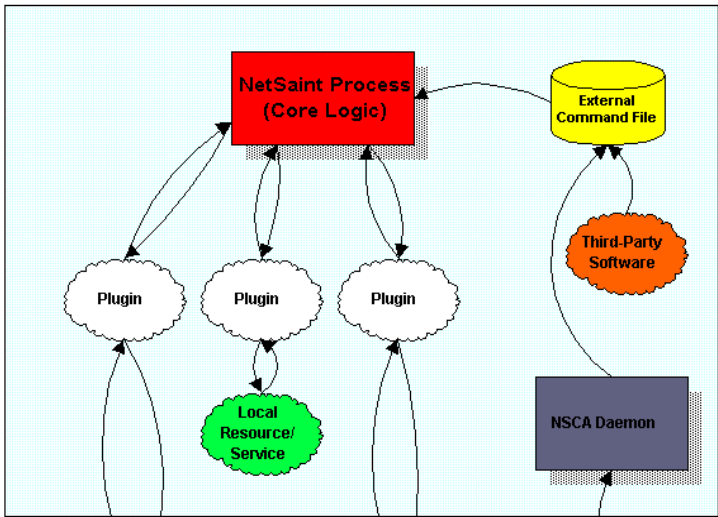 NetSaint Process
(Core Logic)
External
Command File
Third-Party
Software
Plugin
Plugin
Plugin
Local
Resource/
Service
NSCA Daemon